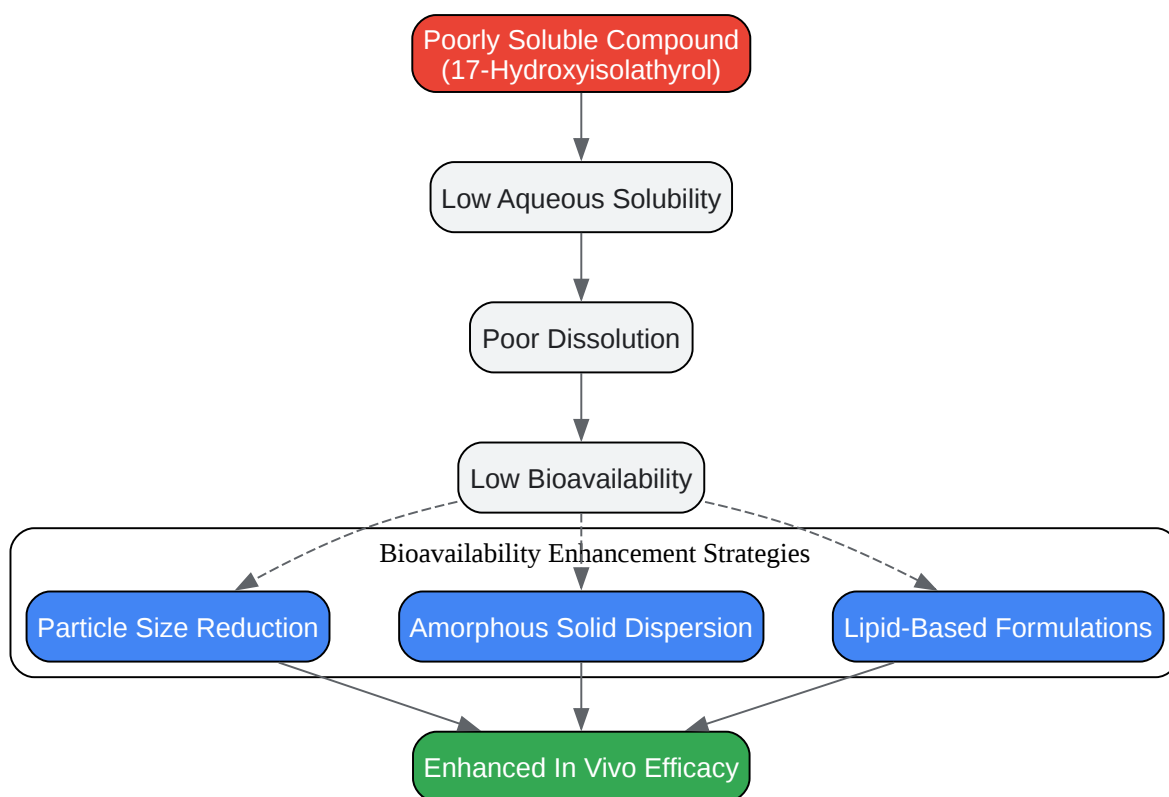 Poorly Soluble Compound
(17-Hydroxyisolathyrol)
Low Aqueous Solubility
Poor Dissolution
Low Bioavailability
Bioavailability Enhancement Strategies
Particle Size Reduction
Amorphous Solid Dispersion
Lipid-Based Formulations
Enhanced In Vivo Efficacy